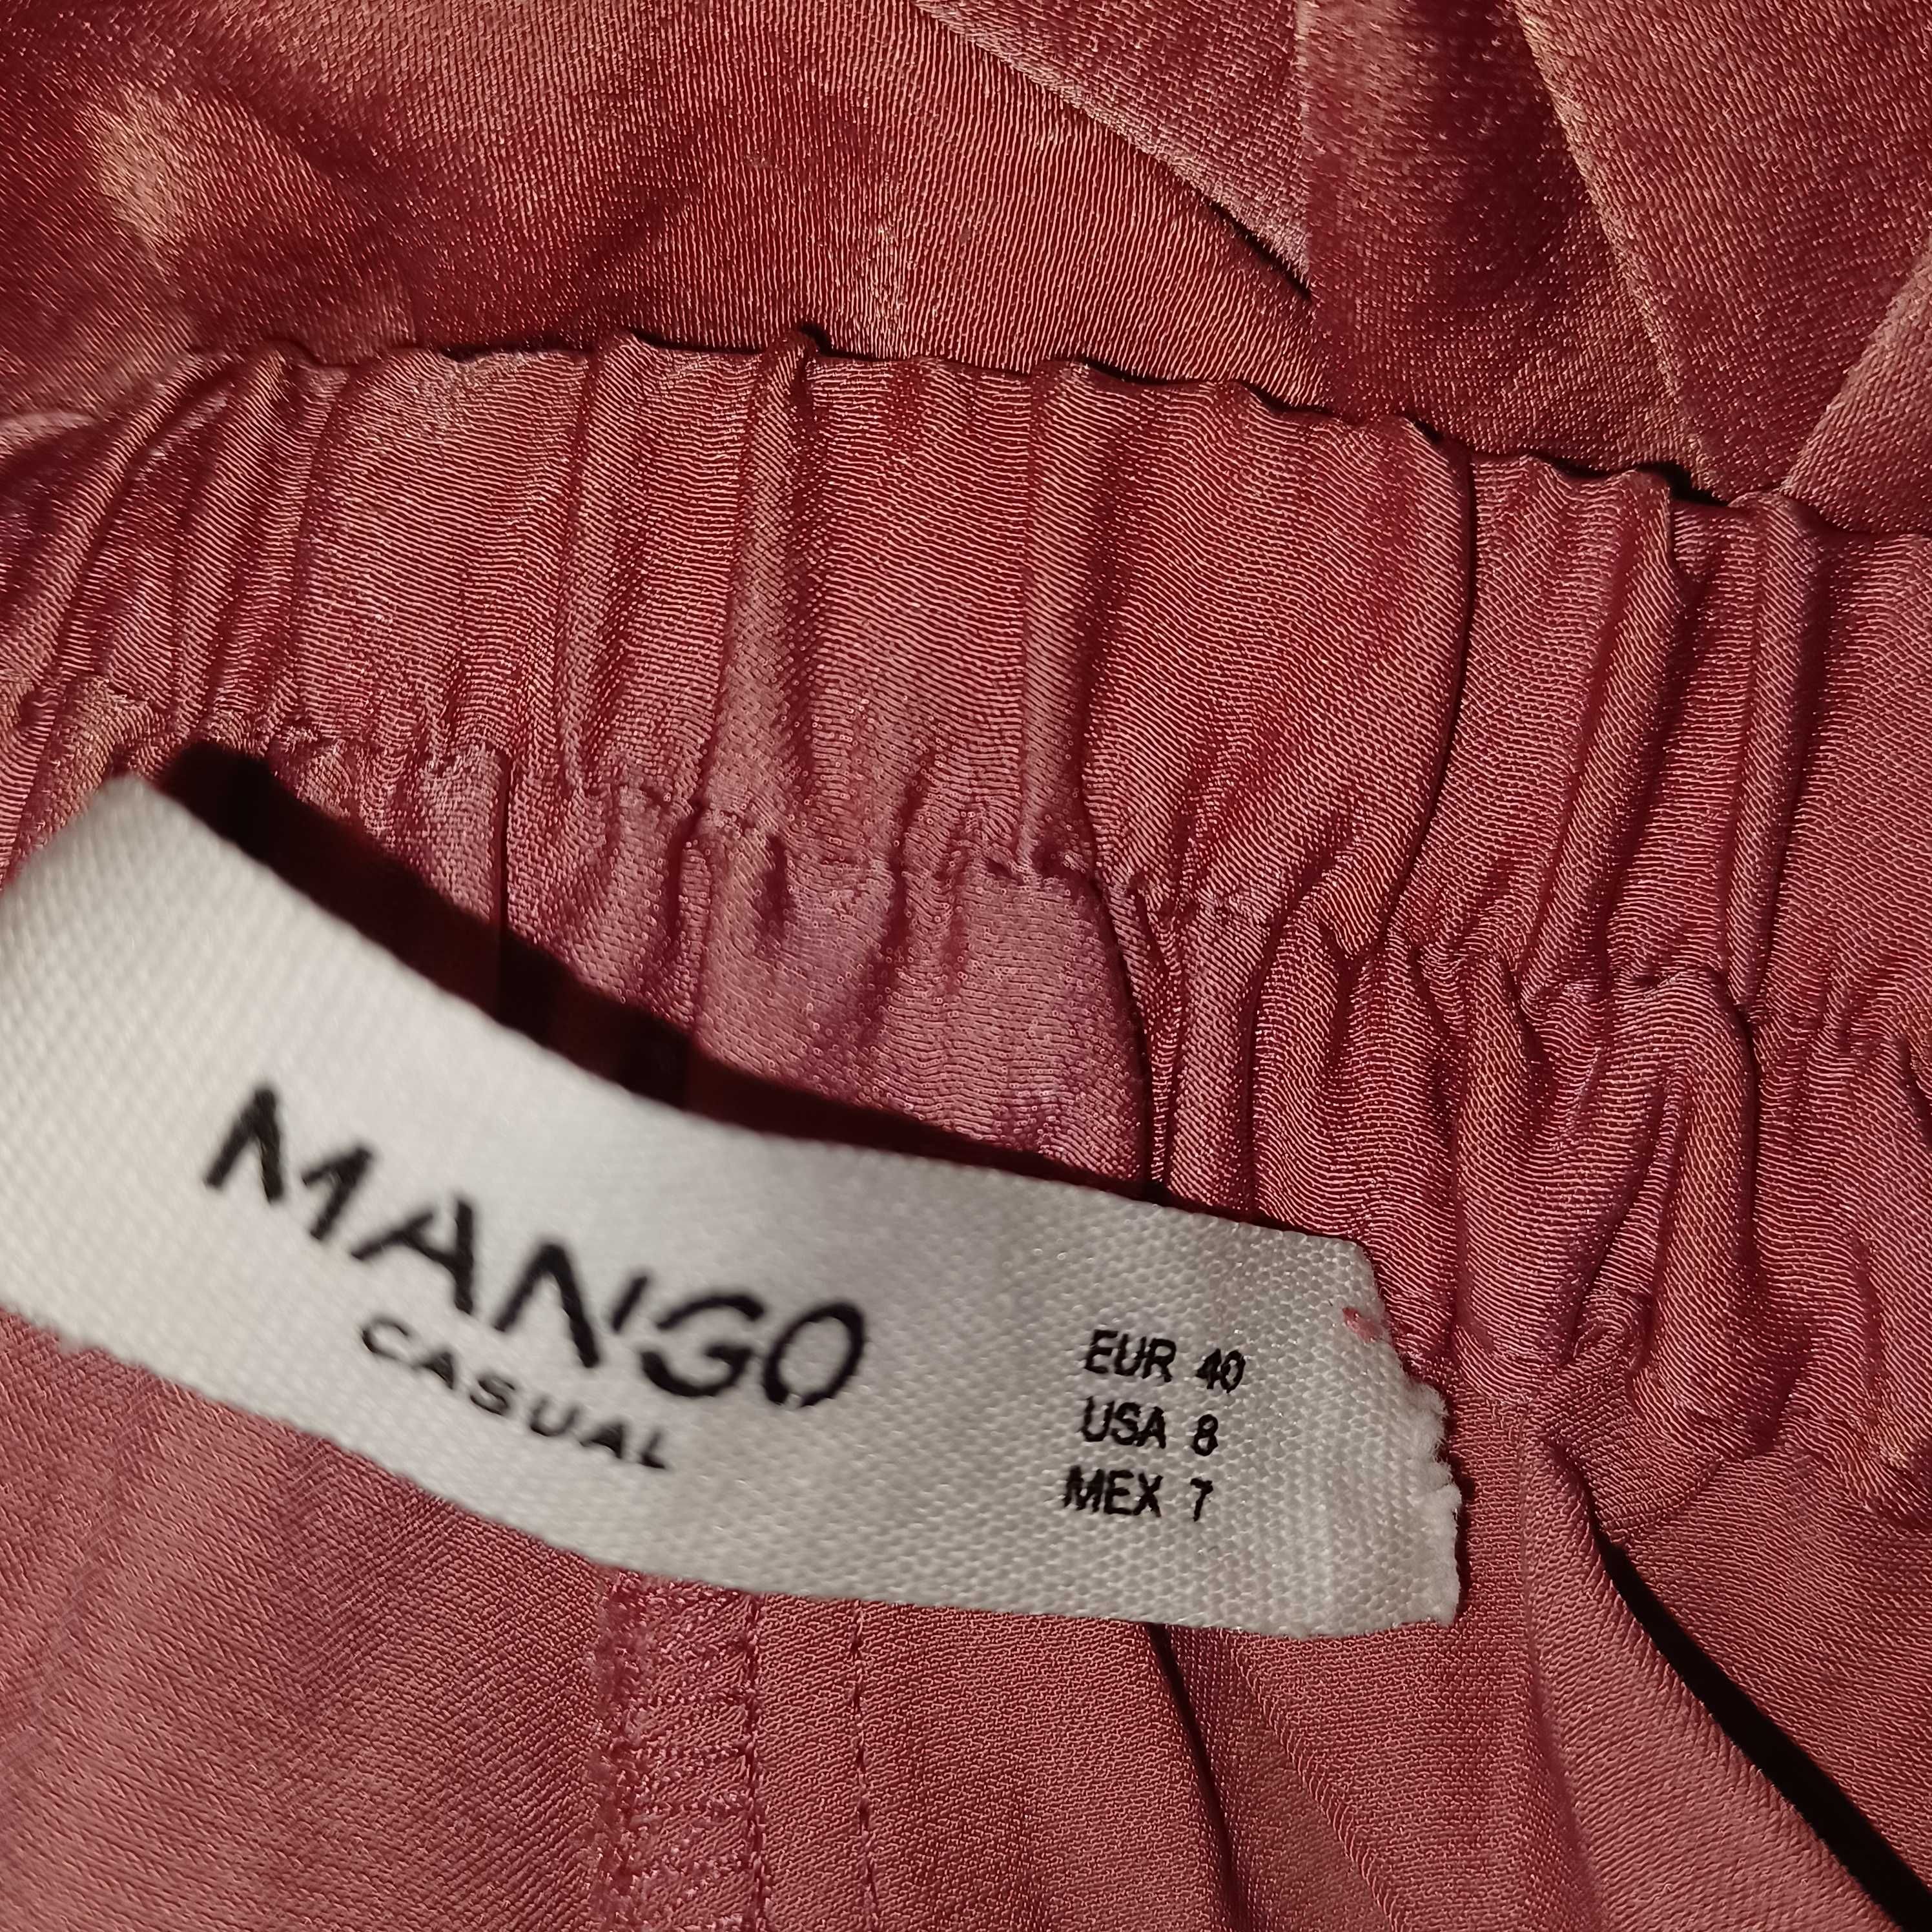 MANGO
CASUAL
EUR 40
USA 8
MEX 7